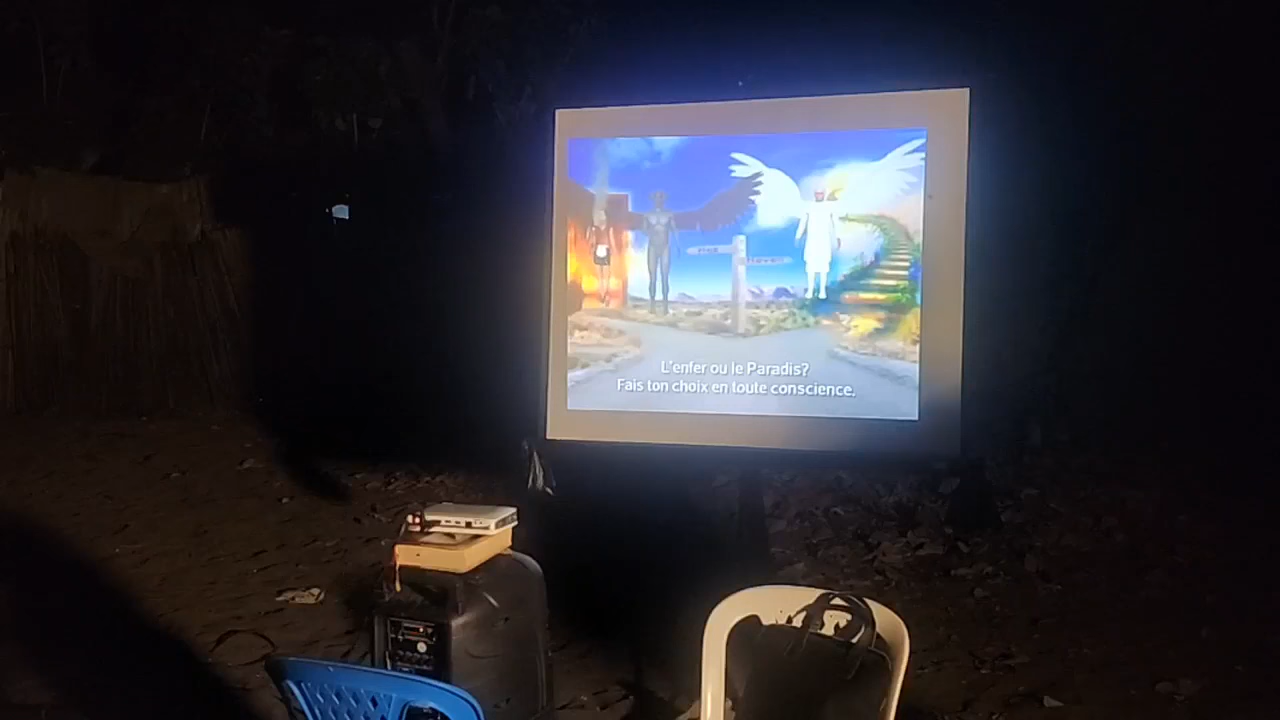 L'enfer ou le Paradis?
Fais ton choix en toute conscience.